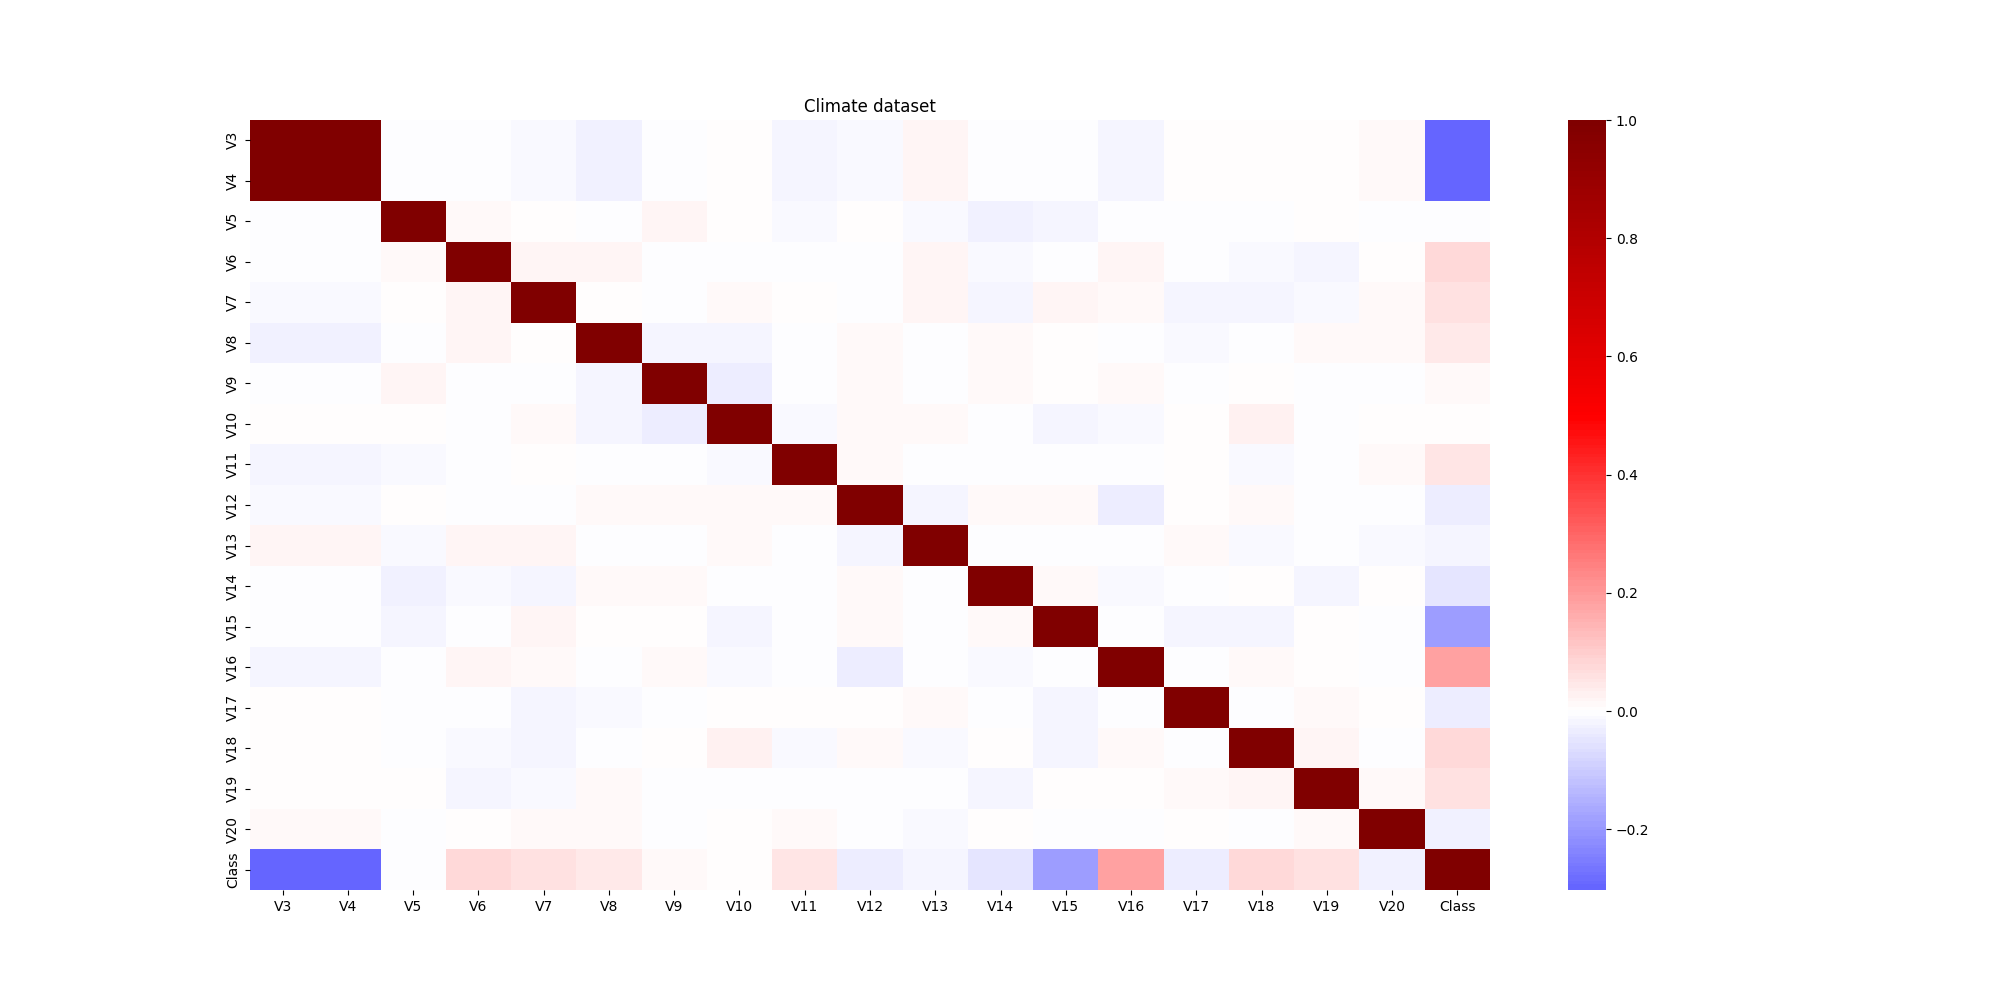 Climate dataset
V3
V4
V5
V6
V7
V8
V9
V10
V11
V12
V13
V14
V15
V16
V17
V18
V19
V20
Class
V3 V4 V5 V6 V7 V8 V9 V10 V11 V12 V13 V14 V15 V16 V17 V18 V19 V20 Class
1.0
0.8
0.6
0.4
0.2
0.0
−0.2